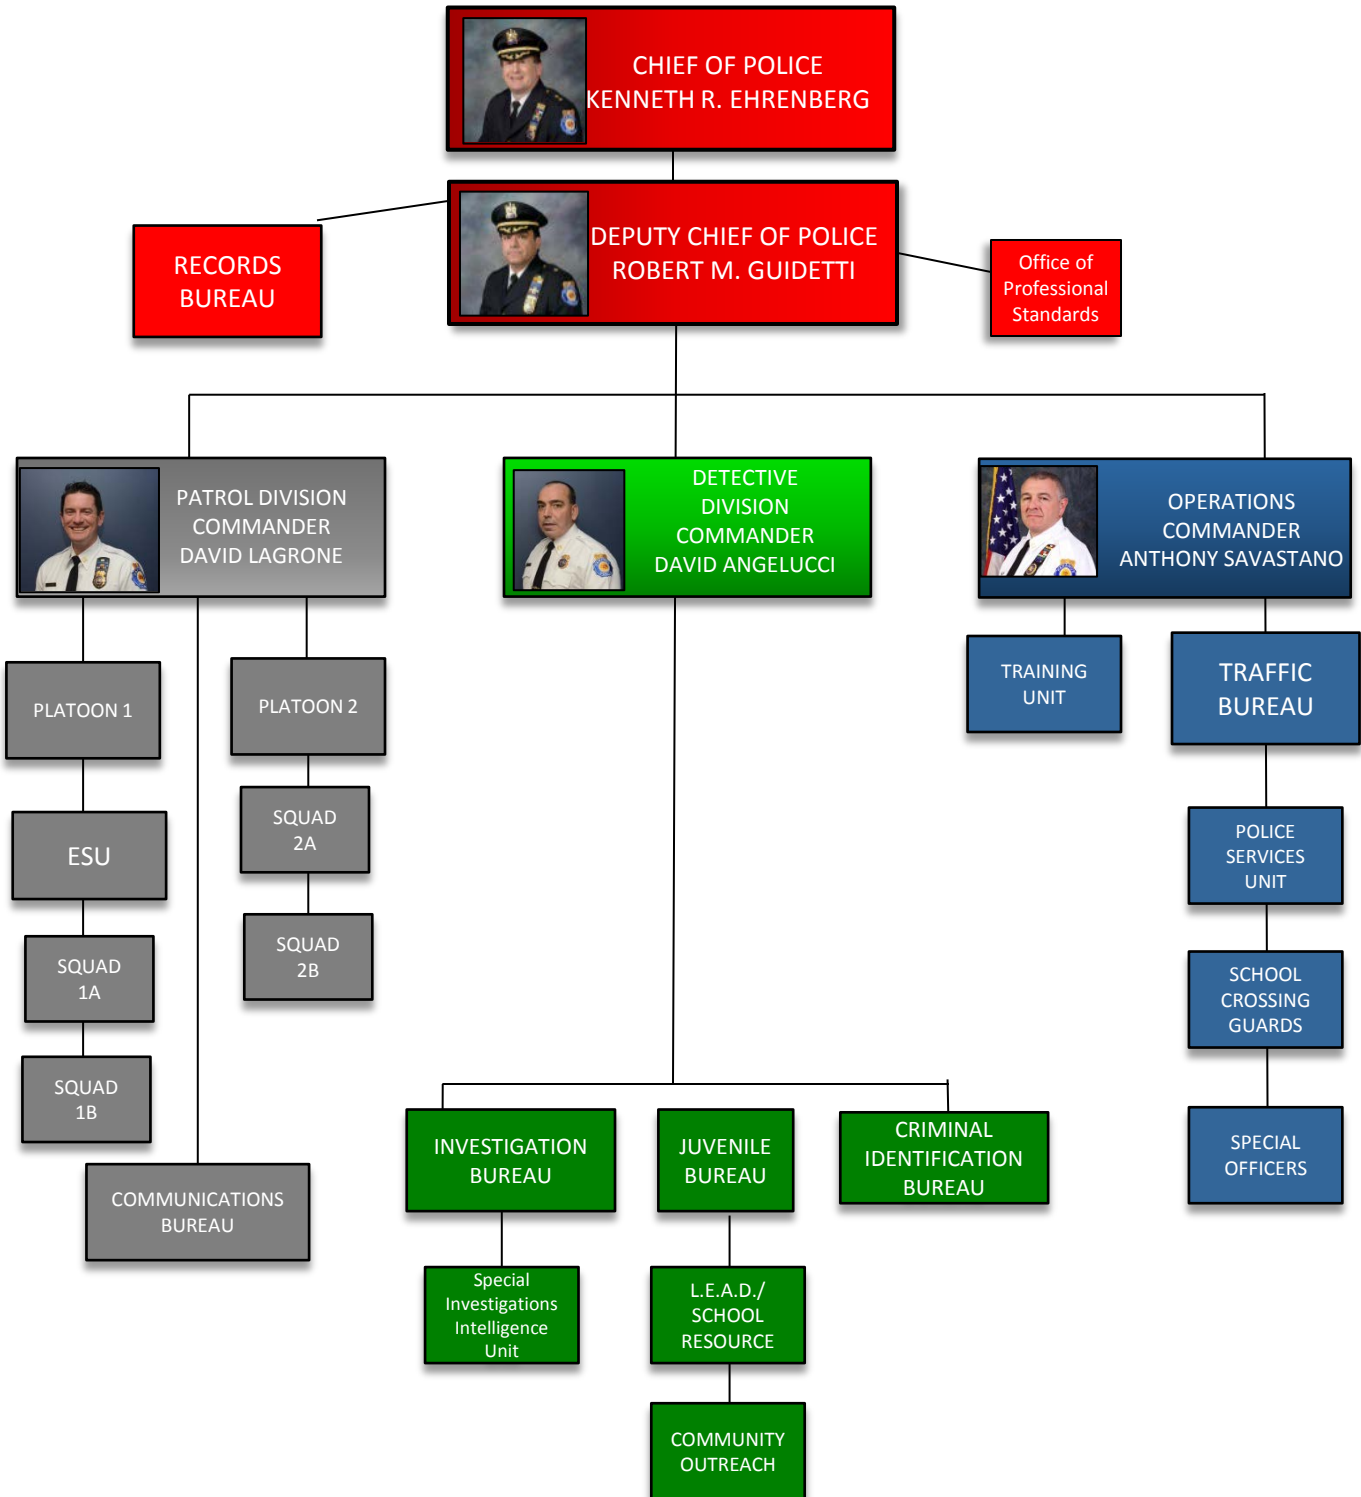 CHIEF OF POLICE
KENNETH R. EHRENBERG
DEPUTY CHIEF OF POLICE
ROBERT M. GUIDETTI
RECORDS
BUREAU
Office of
Professional
Standards
PATROL DIVISION
COMMANDER
DAVID LAGRONE
DETECTIVE
DIVISION
COMMANDER
DAVID ANGELUCCI
OPERATIONS
COMMANDER
ANTHONY SAVASTANO
PLATOON 1
PLATOON 2
TRAINING
UNIT
TRAFFIC
BUREAU
ESU
SQUAD
2A
POLICE
SERVICES
UNIT
SQUAD
1A
SQUAD
2B
SCHOOL
CROSSING
GUARDS
SQUAD
1B
INVESTIGATION
BUREAU
JUVENILE
BUREAU
CRIMINAL
IDENTIFICATION
BUREAU
SPECIAL
OFFICERS
COMMUNICATIONS
BUREAU
Special
Investigations
Intelligence
Unit
L.E.A.D./
SCHOOL
RESOURCE
COMMUNITY
OUTREACH